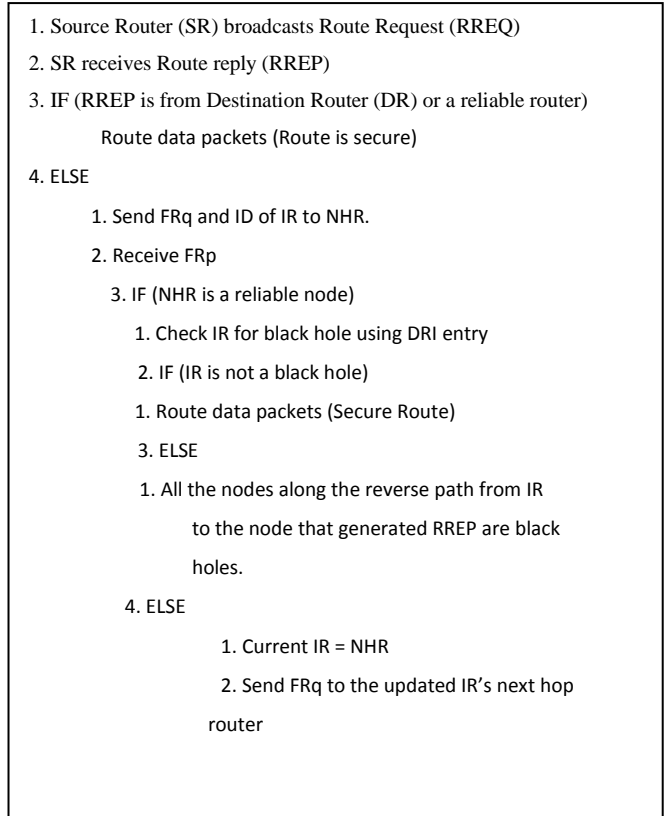 1. Source Router (SR) broadcasts Route Request (RREQ)
2. SR receives Route reply (RREP)
3. IF (RREP is from Destination Router (DR) or a reliable router)
Route data packets (Route is secure)
4. ELSE
1. Send FRq and ID of IR to NHR.
2. Receive FRp
3. IF (NHR is a reliable node)
1. Check IR for black hole using DRI entry
2. IF (IR is not a black hole)
1. Route data packets (Secure Route)
3. ELSE
1. All the nodes along the reverse path from IR
to the node that generated RREP are black
holes.
4. ELSE
1. Current IR = NHR
2. Send FRq to the updated IR's next hop
router